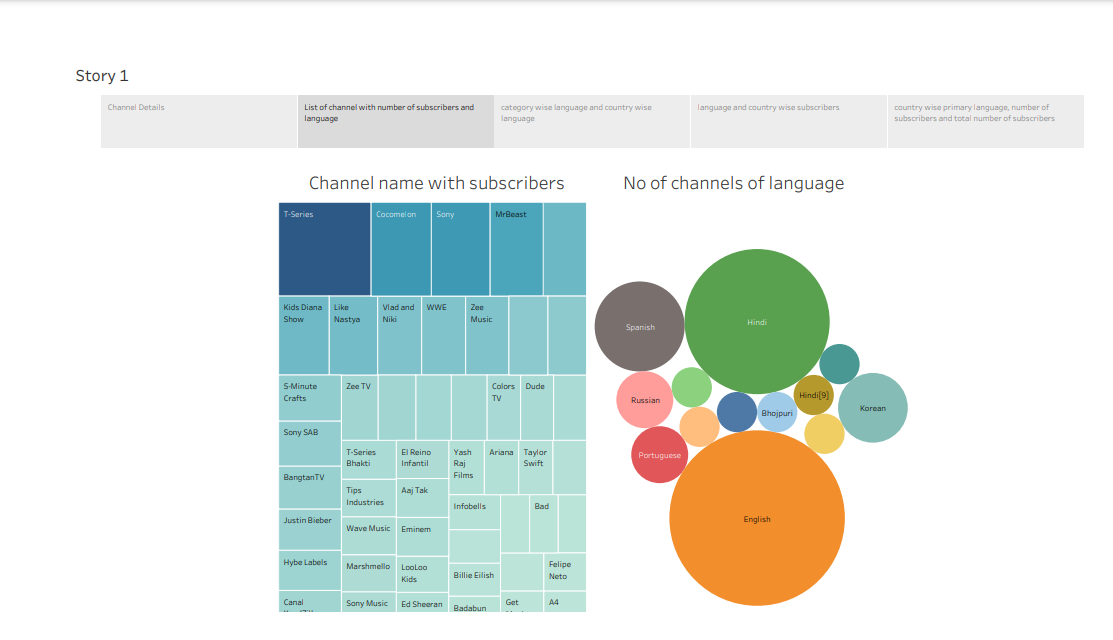 Story 1
Channel Details
List of channel with number of subscribers and
language
category wise language and country wise
language
language and country wise subscribers
country wise primary language, number of
subscribers and total number of subscribers
Channel name with subscribers
No of channels of language
T-Series
Cocomelon
Sony
MrBeast
Kids Diana
Show
Like
Nastya
Vlad and
Niki
WWE
Zee
Music
5-Minute
Crafts
Zee TV
Colors
TV
Dude
Sony SAB
T-Series
Bhakti
El Reino
Infantil
Yash
Raj
Films
Ariana
Taylor
Swift
BangtanTV
Tips
Industries
Aaj Tak
Infobells
Bad
Justin Bieber
Wave Music
Eminem
Hybe Labels
Marshmello
LooLoo
Kids
Billie Eilish
Felipe
Neto
Canal
Sony Music
Ed Sheeran
Badabun
Get
A4
Spanish
Hindi
Russian
Hindi[9]
Bhojpuri
Korean
Portuguese
English